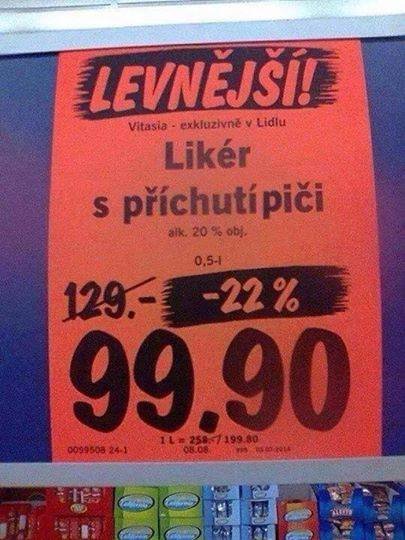 LEVNĚJŠÍ!
Vitasia - exkluzivně v Lidlu
Likér
s příchutí piči
alk. 20 % obj.
0,5-l
129.- -22 %
99.90
1 L = 258.-/ 199.80
0059508 24-1 08.08.